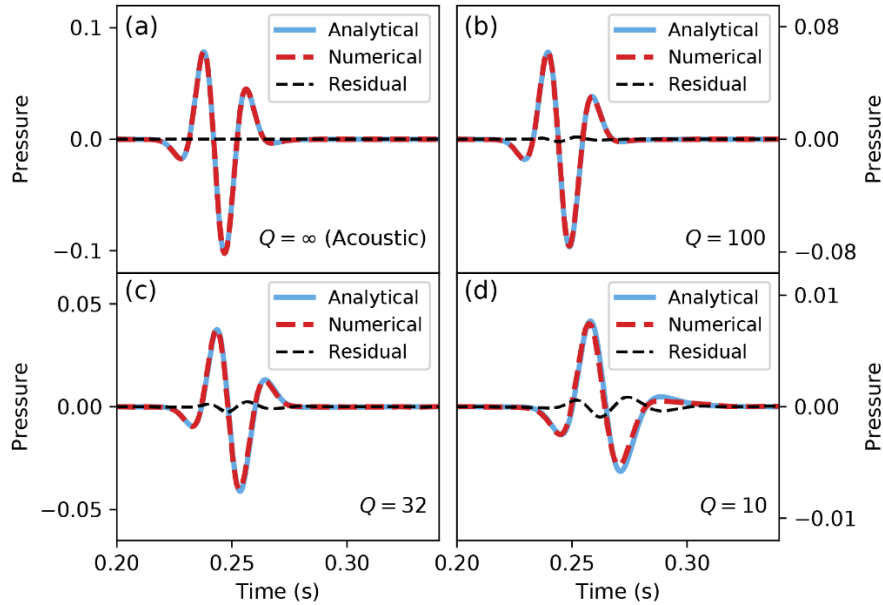 (a)
Analytical
Numerical
Residual
Q = ∞ (Acoustic)
0.1
0.0
−0.1
Pressure
(b)
Analytical
Numerical
Residual
Q = 100
0.08
0.00
−0.08
Pressure
(c)
Analytical
Numerical
Residual
Q = 32
0.05
0.00
−0.05
Pressure
0.20
0.25
0.30
Time (s)
(d)
Analytical
Numerical
Residual
Q = 10
0.01
0.00
−0.01
Pressure
0.20
0.25
0.30
Time (s)